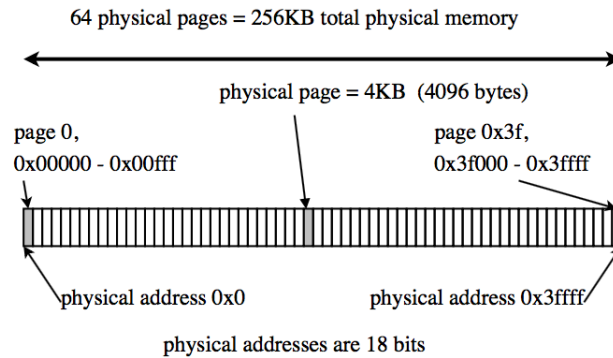 64 physical pages = 256KB total physical memory
physical page = 4KB (4096 bytes)
page 0,
0x00000 - 0x00fff
page 0x3f,
0x3f000 - 0x3ffff
physical address 0x0
physical address 0x3ffff
physical addresses are 18 bits